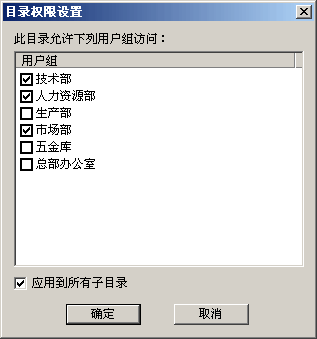 目录权限设置
此目录允许下列用户组访问：
用户组
技术部
人力资源部
生产部
市场部
五金库
总部办公室
应用到所有子目录
确定 取消